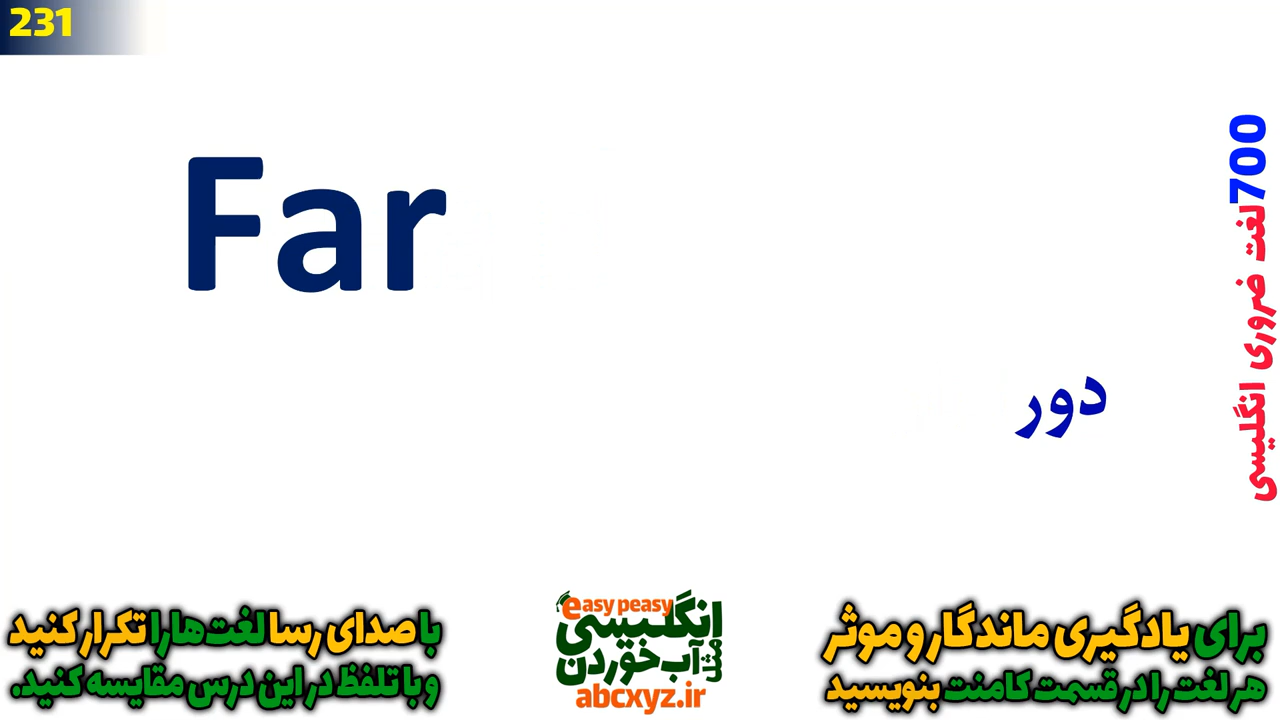 231
Far
دور
700 لغت ضروری انگلیسی
با صدای رسا لغت‌ها را تکرار کنید
و با تلفظ در این درس مقایسه کنید.
easy peasy
انگلیسی
مثل آب خوردن
abcxyz.ir
برای یادگیری ماندگار و موثر
هر لغت را در قسمت کامنت بنویسید